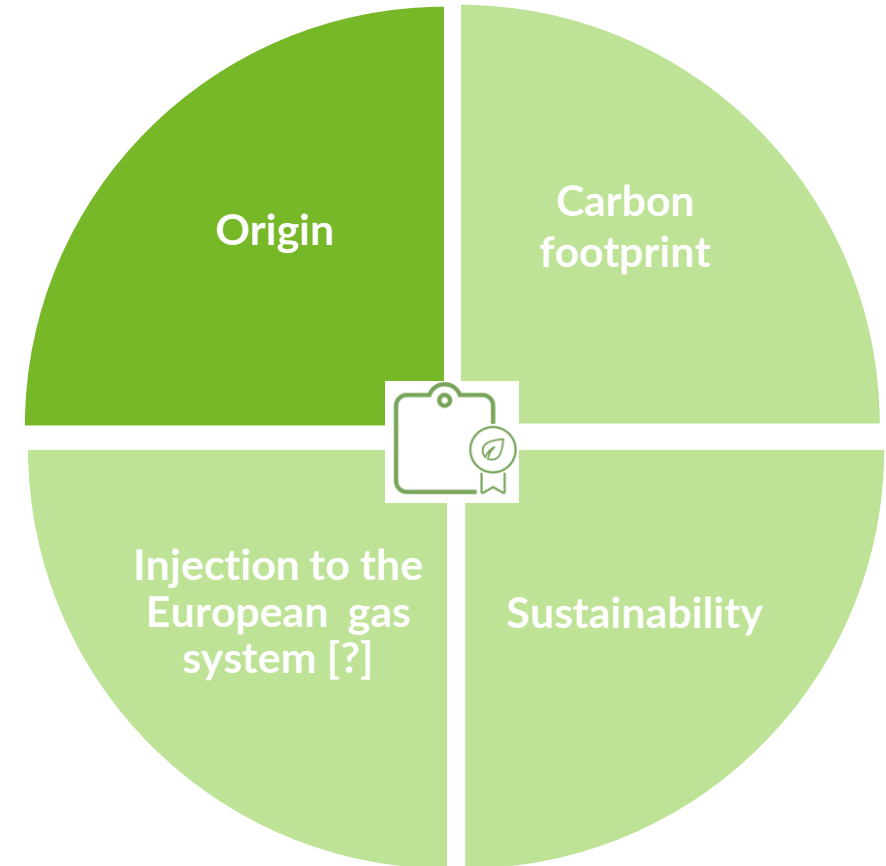 Origin
Carbon
footprint
Injection to the
European  gas
system [?]
Sustainability